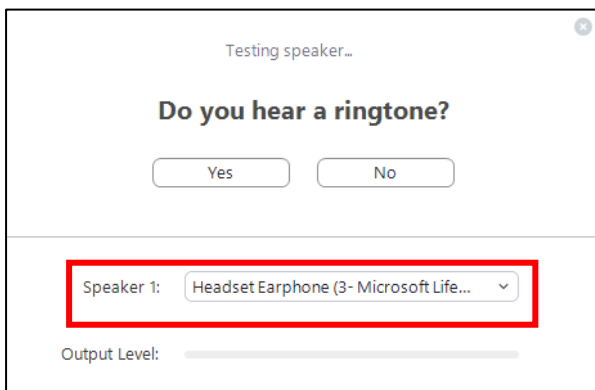 Testing speaker...
Do you hear a ringtone?
Yes No
Speaker 1: Headset Earphone (3- Microsoft Life...
Output Level: